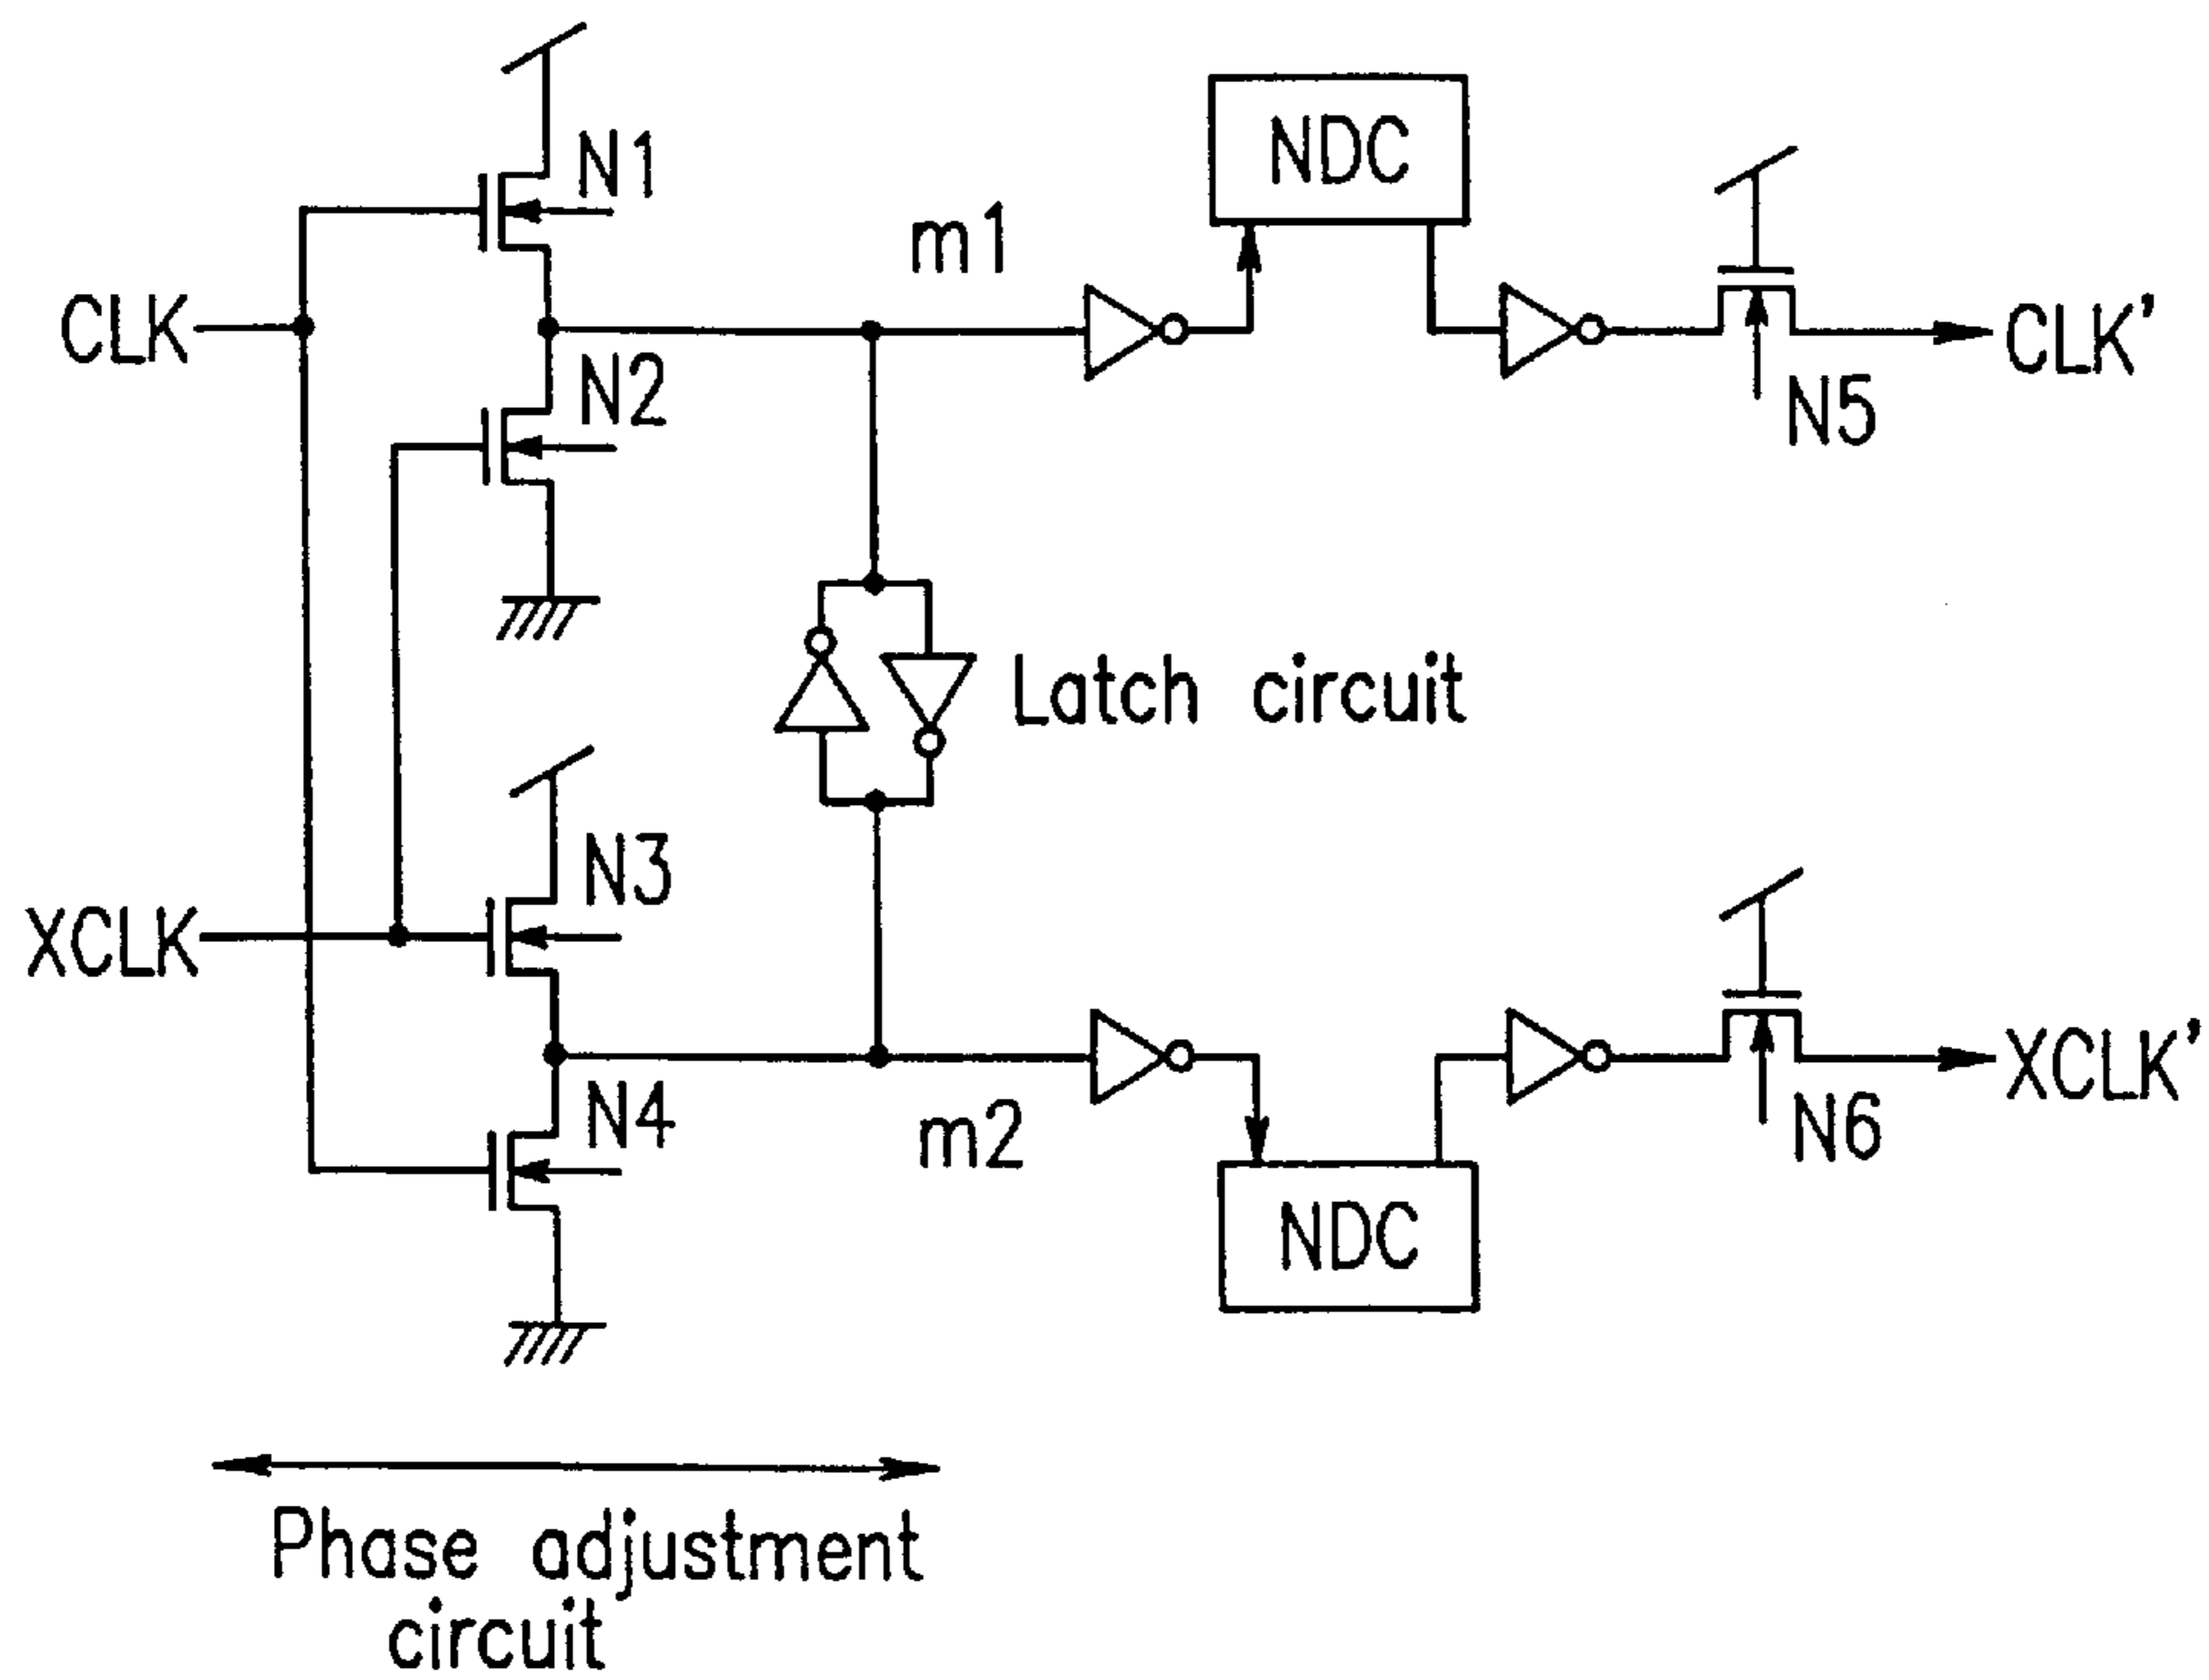 N1
NDC
m1
CLK
CLK'
N2
N5
Latch circuit
N3
XCLK
XCLK'
N4
m2
N6
NDC
Phase adjustment
circuit